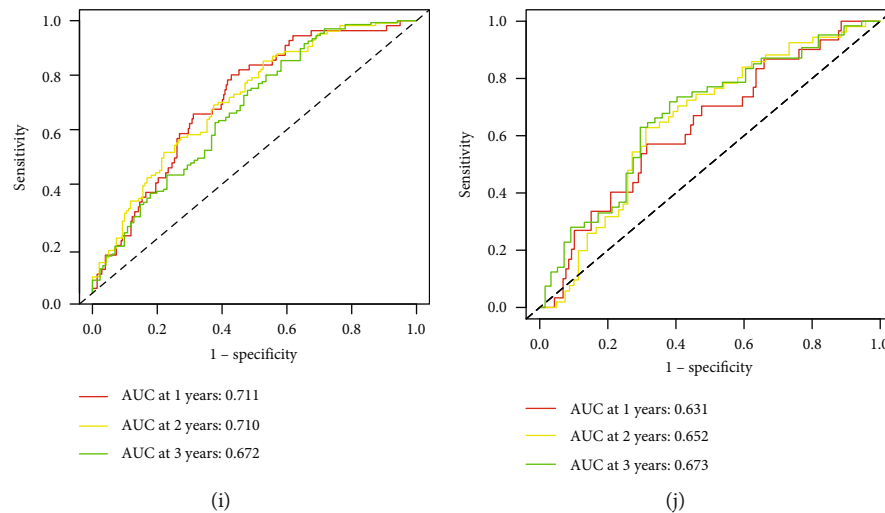 1.0
0.8
0.6
0.4
0.2
0.0
Sensitivity
0.0 0.2 0.4 0.6 0.8 1.0
1 – specificity
AUC at 1 years: 0.711
AUC at 2 years: 0.710
AUC at 3 years: 0.672
(i)
1.0
0.8
0.6
0.4
0.2
0.0
Sensitivity
0.0 0.2 0.4 0.6 0.8 1.0
1 – specificity
AUC at 1 years: 0.631
AUC at 2 years: 0.652
AUC at 3 years: 0.673
(j)